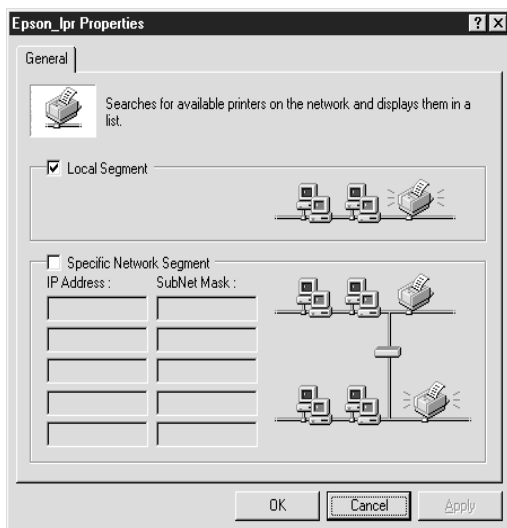 Epson_lpr Properties
General
Searches for available printers on the network and displays them in a
list.
Local Segment
Specific Network Segment
IP Address :
SubNet Mask :
OK
Cancel
Apply